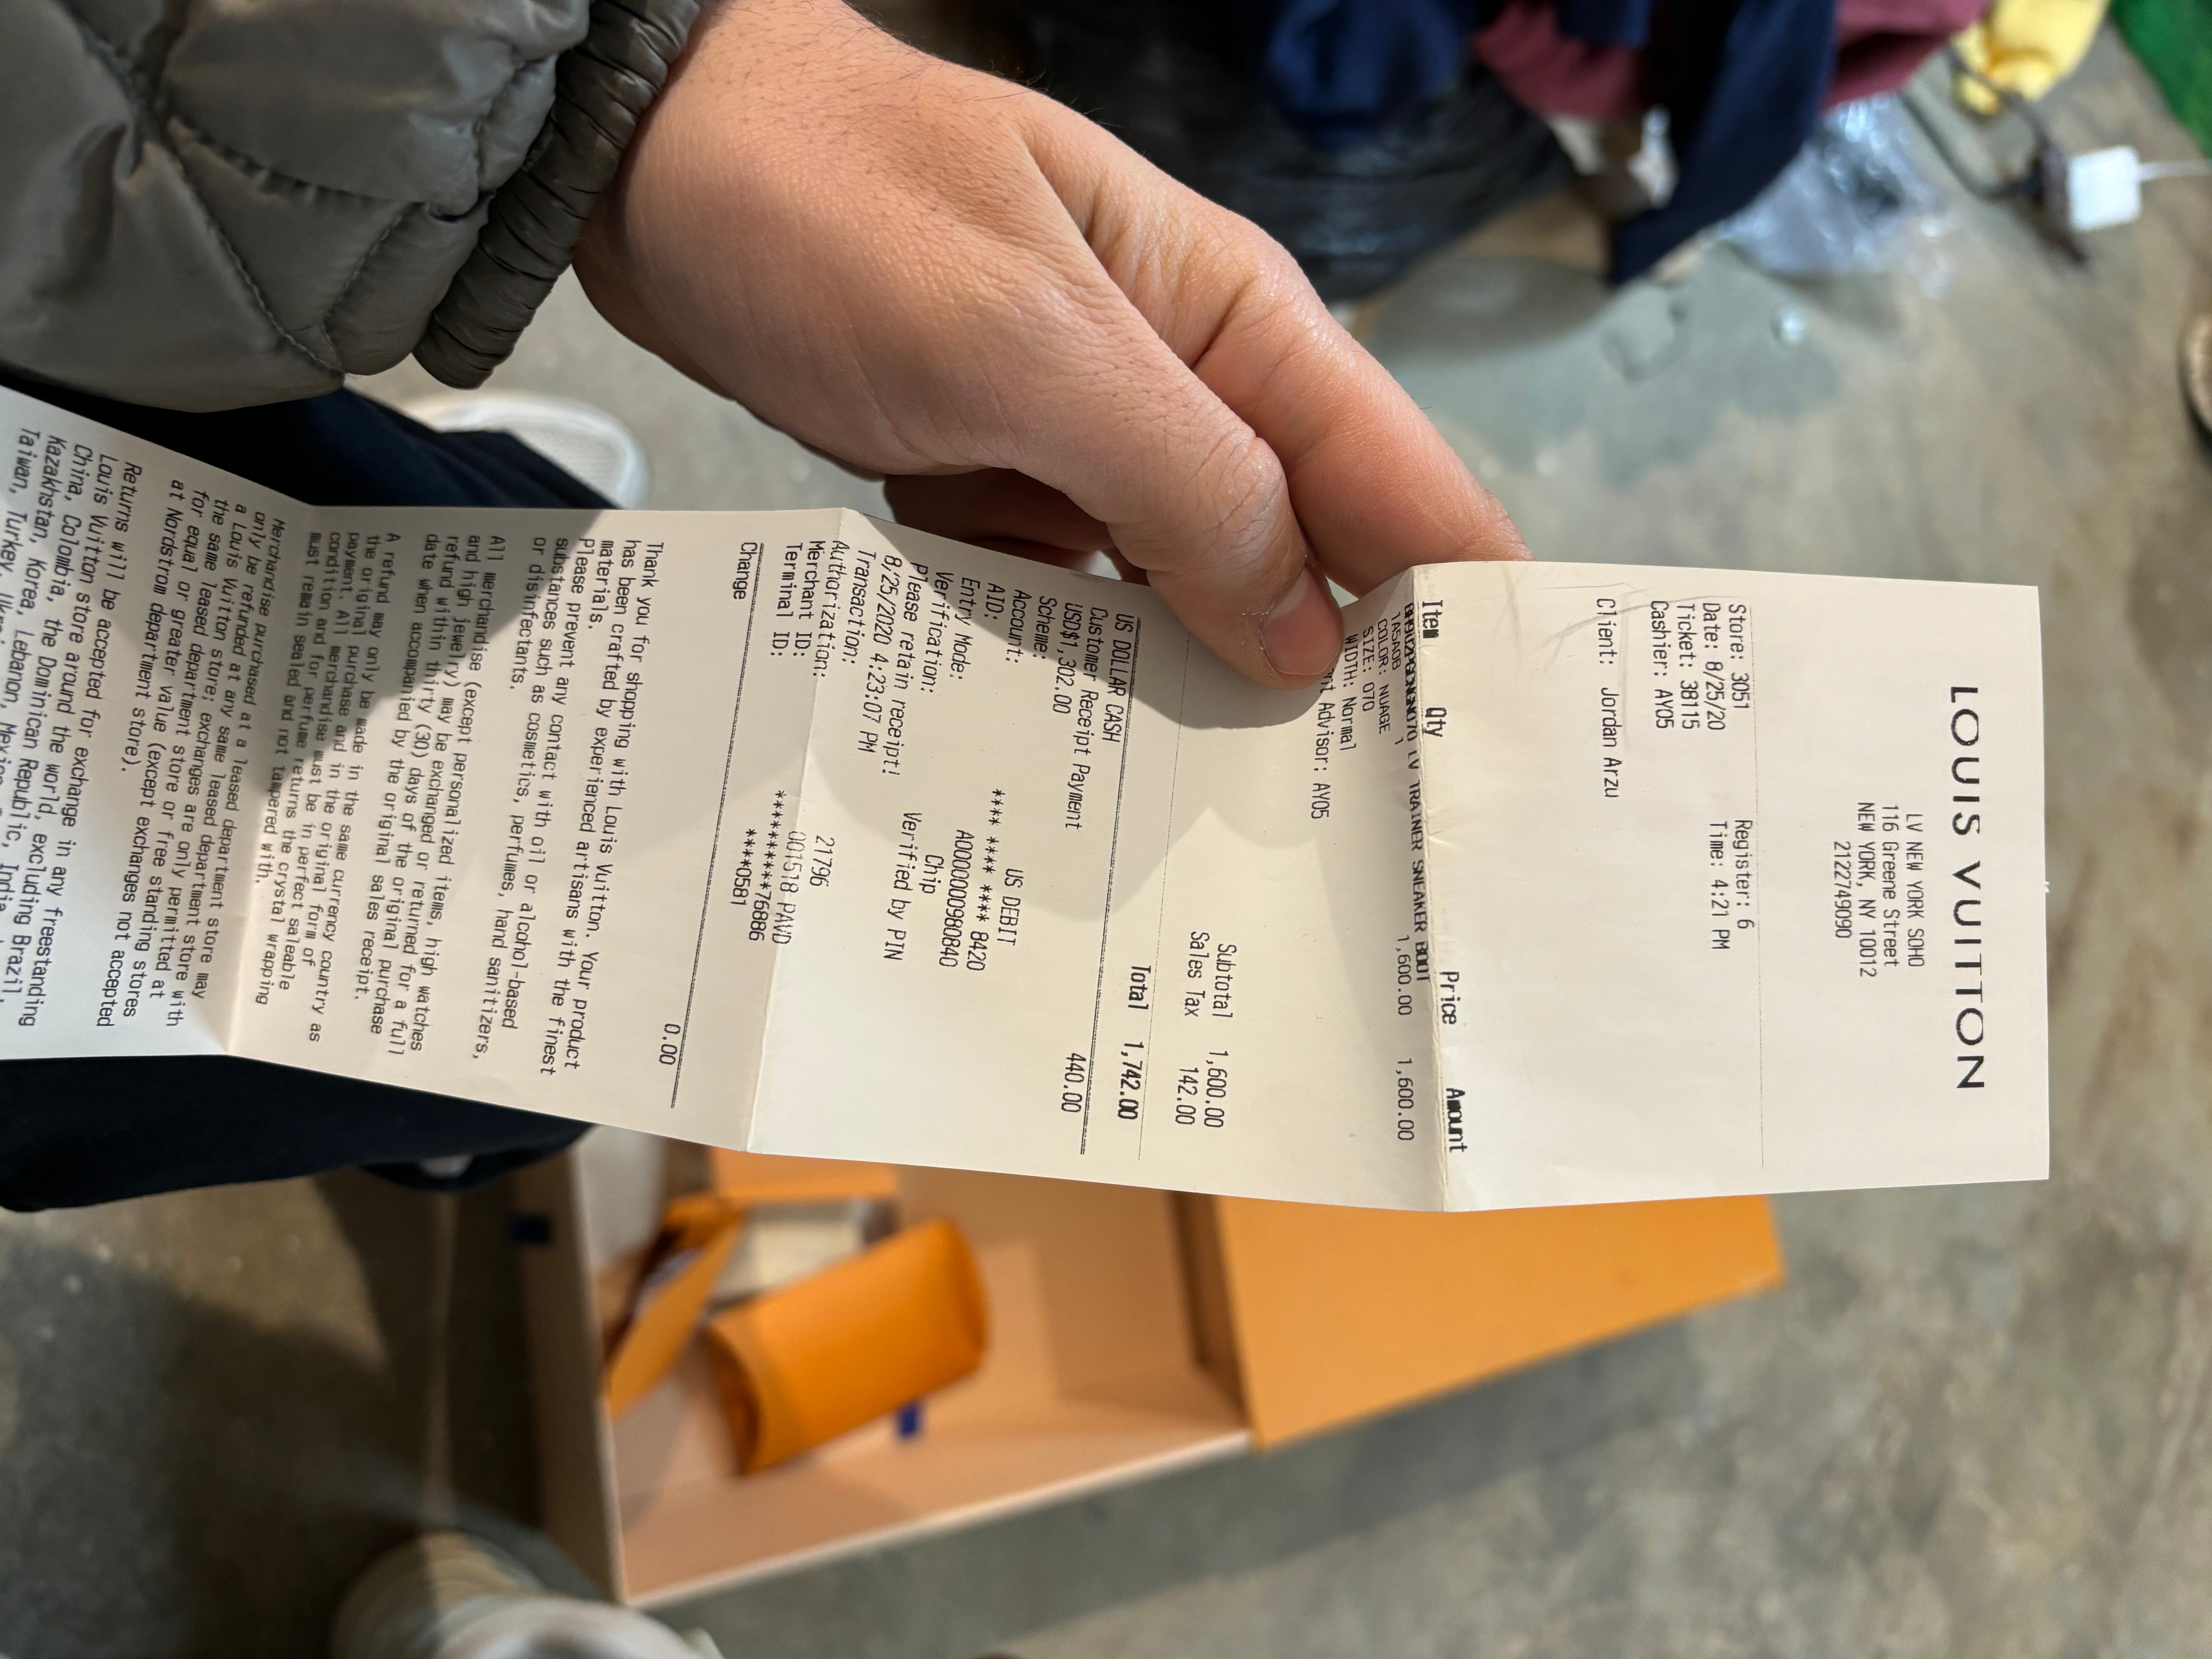 LOUIS VUITTON
LV NEW YORK SOHO
116 Greene Street
NEW YORK, NY 10012
2122749090
Store: 3051 Register: 6
Date: 8/25/20 Time: 4:21 PM
Ticket: 38115
Cashier: AY05
Client: Jordan Arzu
Item Qty Price Amount
LV TRAINER SNEAKER BOOT
1 1,600.00 1,600.00
COLOR: NUAGE
SIZE: 070
WIDTH: Normal
Advisor: AY05
Subtotal 1,600.00
Sales Tax 142.00
Total 1,742.00
US DOLLAR CASH 440.00
Customer Receipt Payment
USD$1,302.00
Scheme: US DEBIT
Account: **** **** **** 8420
AID: A0000000980840
Entry Mode: Chip
Verification: Verified by PIN
Please retain receipt!
8/25/2020 4:23:07 PM
Transaction: 21796
Authorization: 001518 PAVD
Merchant ID: **********76886
Terminal ID: ****0581
Change 0.00
Thank you for shopping with Louis Vuitton. Your product
has been crafted by experienced artisans with the finest
materials.
Please prevent any contact with oil or alcohol-based
substances such as cosmetics, perfumes, hand sanitizers,
or disinfectants.
All merchandise (except personalized items, high watches
and high jewelry) may be exchanged or returned for a full
refund within thirty (30) days of the original purchase
date when accompanied by the original sales receipt.
A refund may only be made in the same currency country as
the original purchase and in the original form of
payment. All merchandise must be in perfect saleable
condition and for perfume returns the crystal wrapping
must remain sealed and not tampered with.
Merchandise purchased at a leased department store may
only be refunded at any same leased department store with
a Louis Vuitton store; exchanges are only permitted at
the same leased department store or free standing stores
for equal or greater value (except exchanges not accepted
at Nordstrom department store).
Returns will be accepted for exchange in any freestanding
Louis Vuitton store around the world, excluding Brazil,
China, Colombia, the Dominican Republic, India,
Kazakhstan, Korea, Lebanon, Mexico,
Taiwan, Turkey,